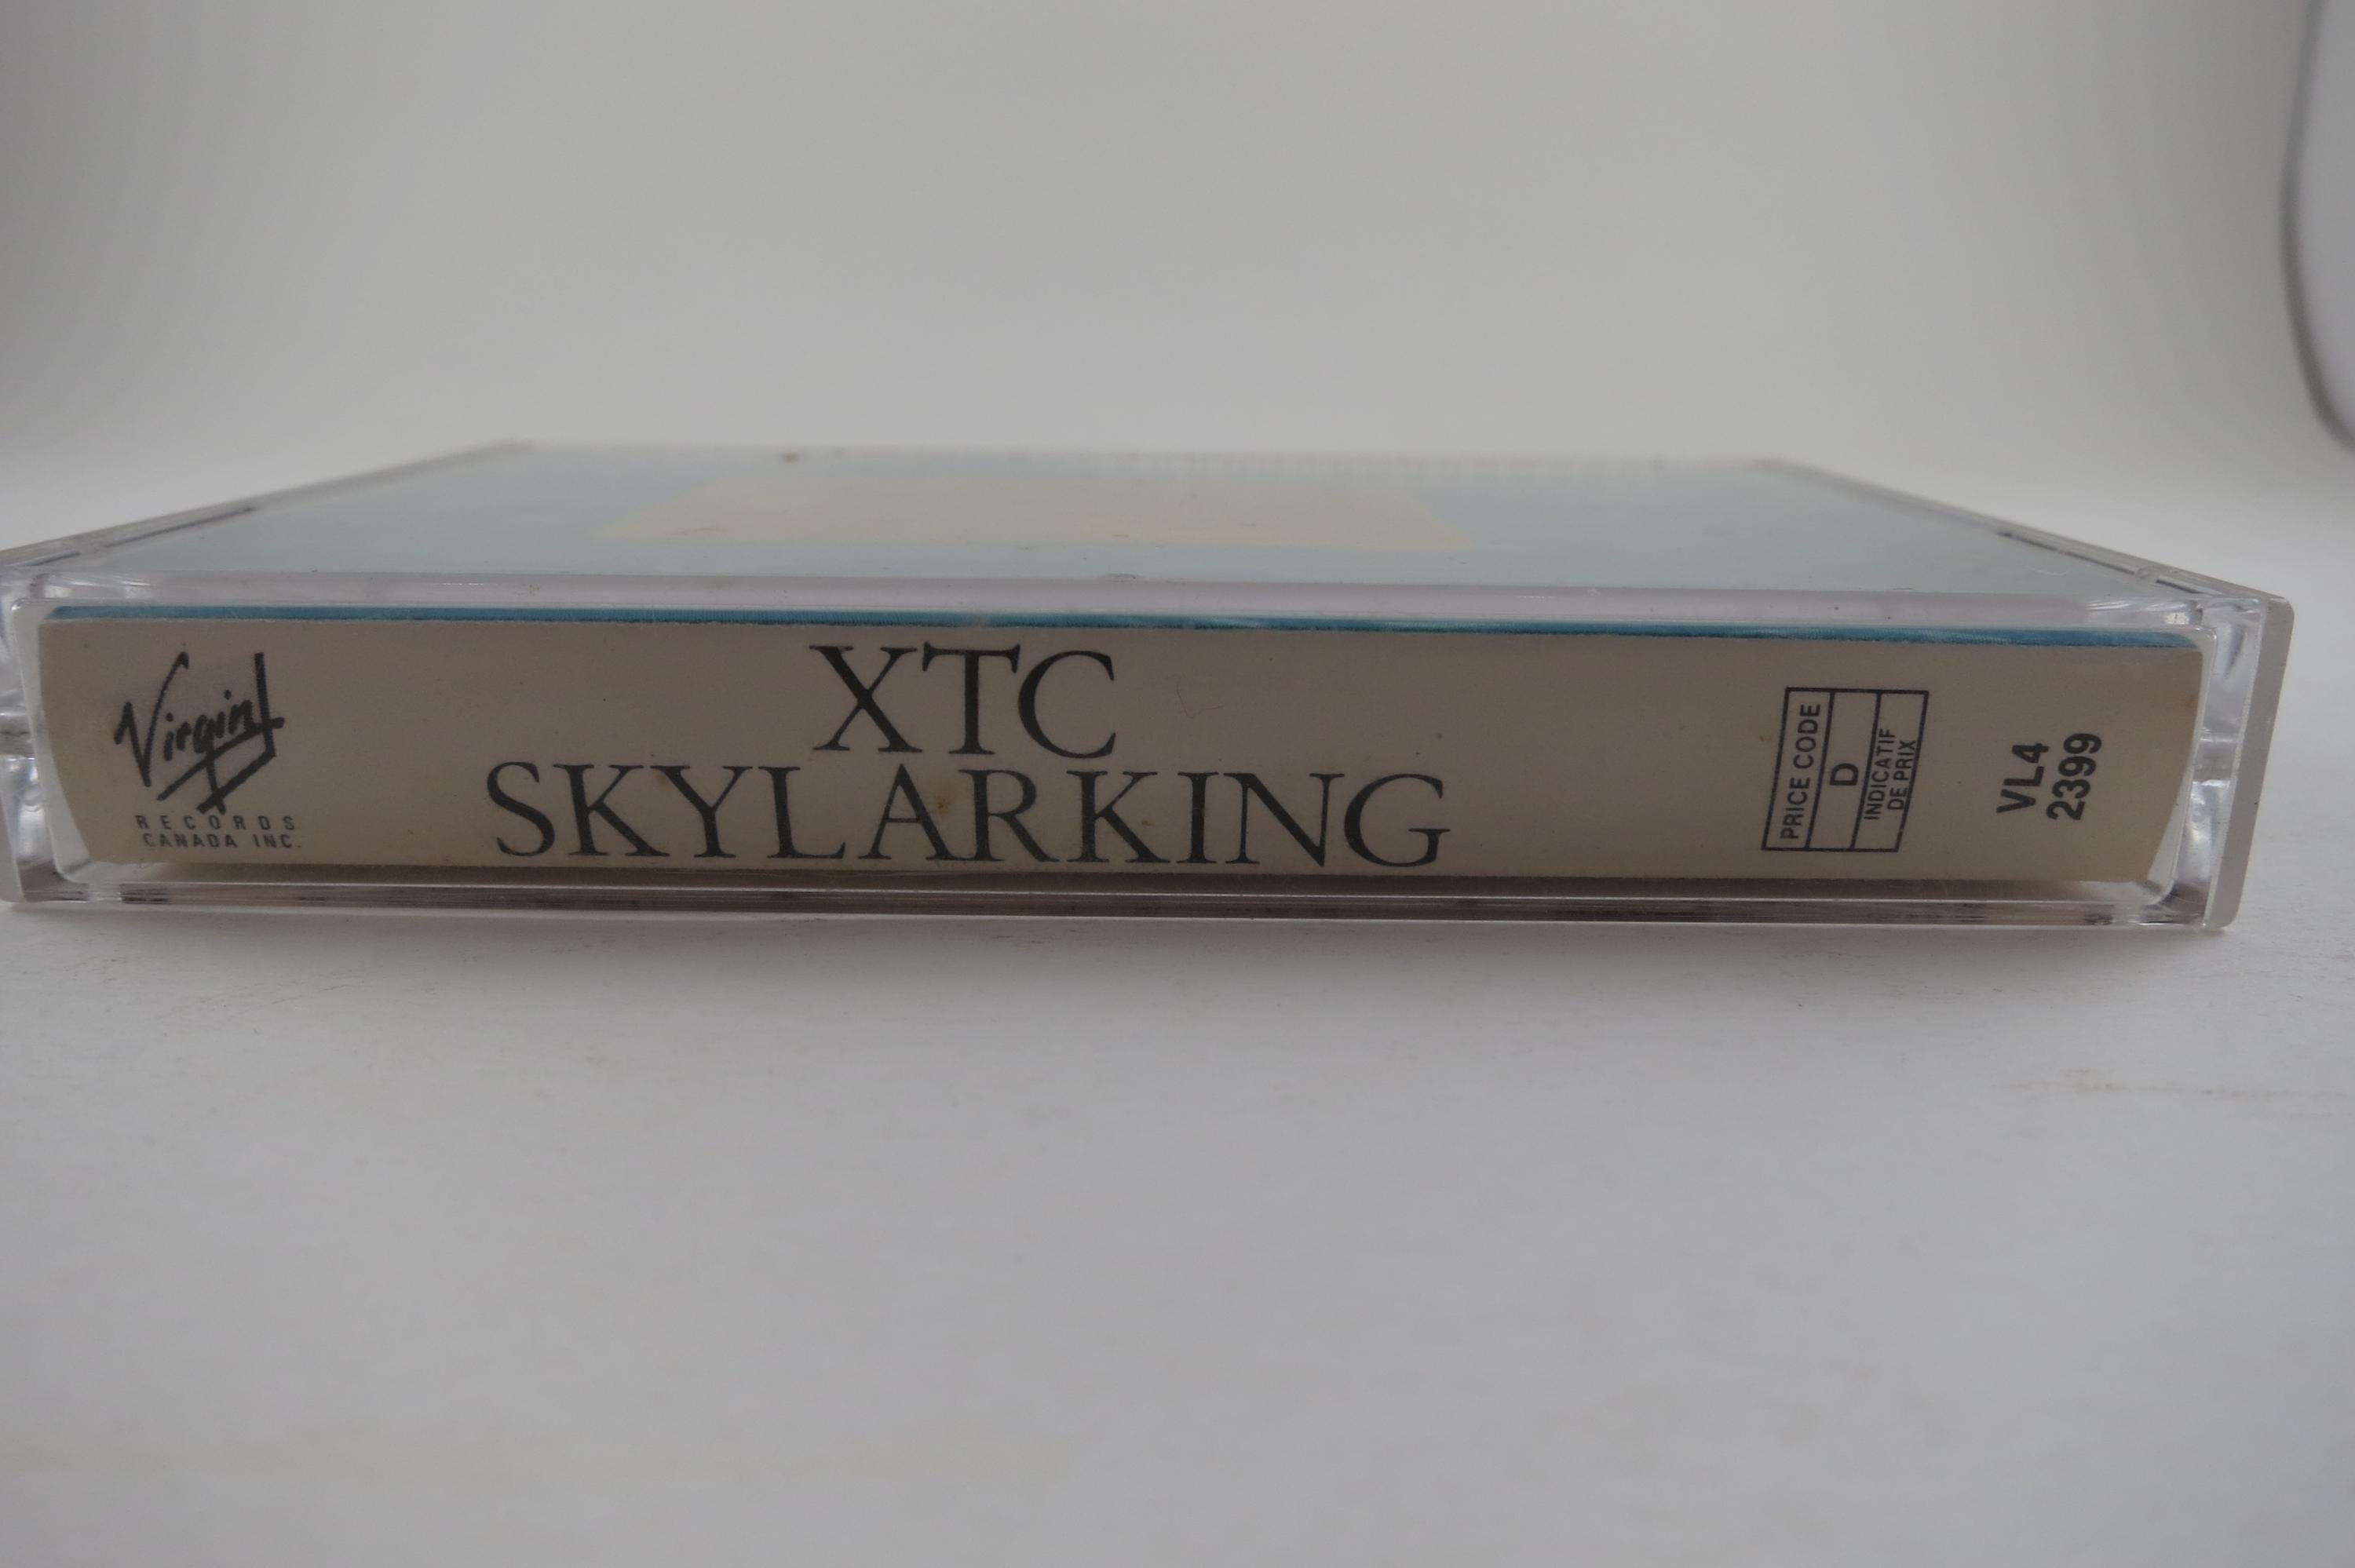 Virgin
RECORDS
CANADA INC.
XTC
SKYLARKING
PRICE CODE
D
INDICATIF
DE PRIX
VL4
2399